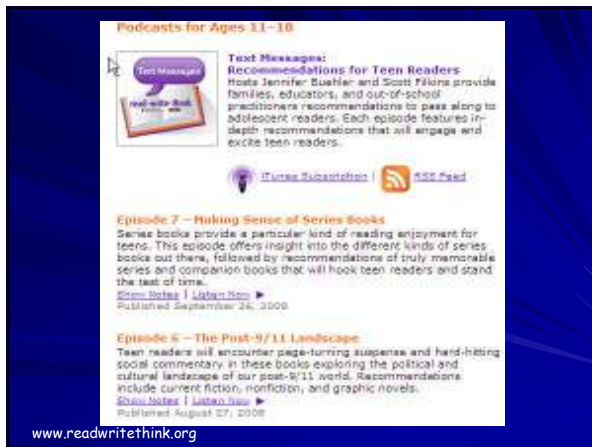 Podcasts for Ages 11–18
Text Messages
read·write·think
Text Messages:
Recommendations for Teen Readers
Hosts Jennifer Buehler and Scott Filkins provide
families, educators, and out-of-school
practitioners recommendations to pass along to
adolescent readers. Each episode features in-
depth recommendations that will engage and
excite teen readers.
iTunes Subscription | RSS Feed
Episode 7 – Making Sense of Series Books
Series books provide a particular kind of reading enjoyment for
teens. This episode offers insight into the different kinds of series
books out there, followed by recommendations of truly memorable
series and companion books that will hook teen readers and stand
the test of time.
Show Notes | Listen Now ►
Published September 26, 2008
Episode 6 – The Post-9/11 Landscape
Teen readers will encounter page-turning suspense and hard-hitting
social commentary in these books exploring the political and
cultural landscape of our post-9/11 world. Recommendations
include current fiction, nonfiction, and graphic novels.
Show Notes | Listen Now ►
Published August 27, 2008
www.readwritethink.org